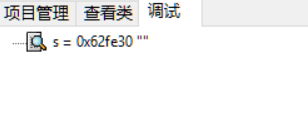 项目管理 查看类 调试
s = 0x62fe30 ""